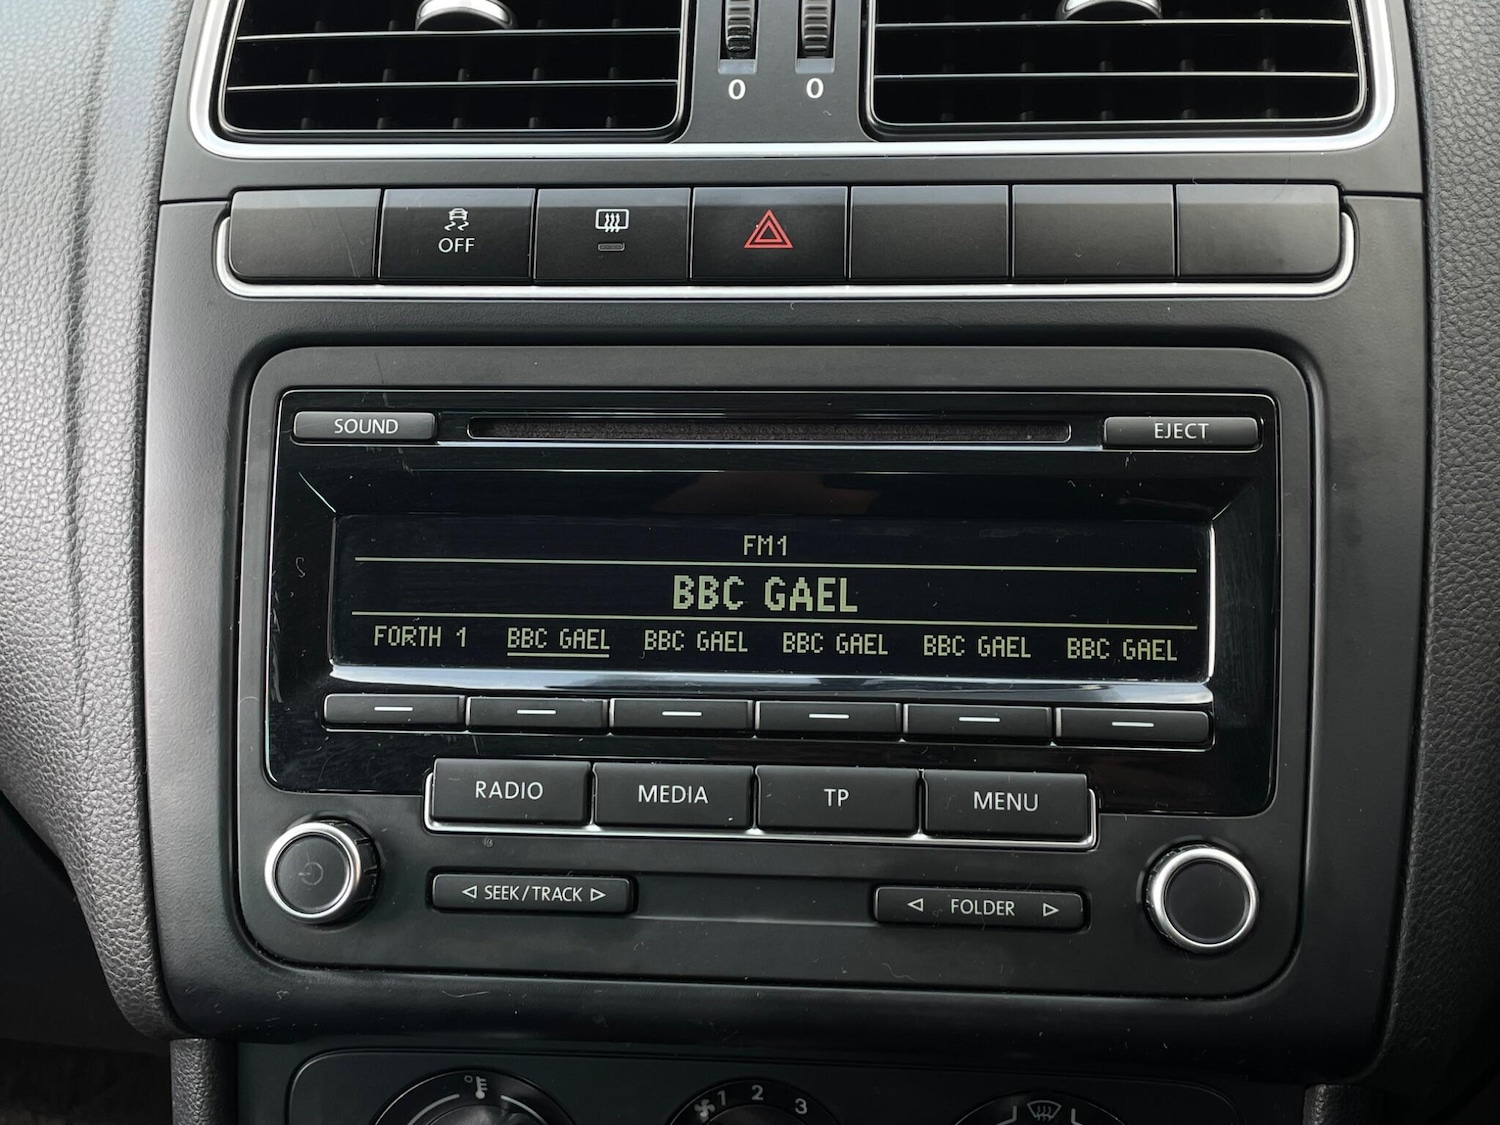 0 0
OFF
SOUND EJECT
FM1
BBC GAEL
FORTH 1 BBC GAEL BBC GAEL BBC GAEL BBC GAEL BBC GAEL
RADIO MEDIA TP MENU
SEEK/TRACK FOLDER
1 2 3